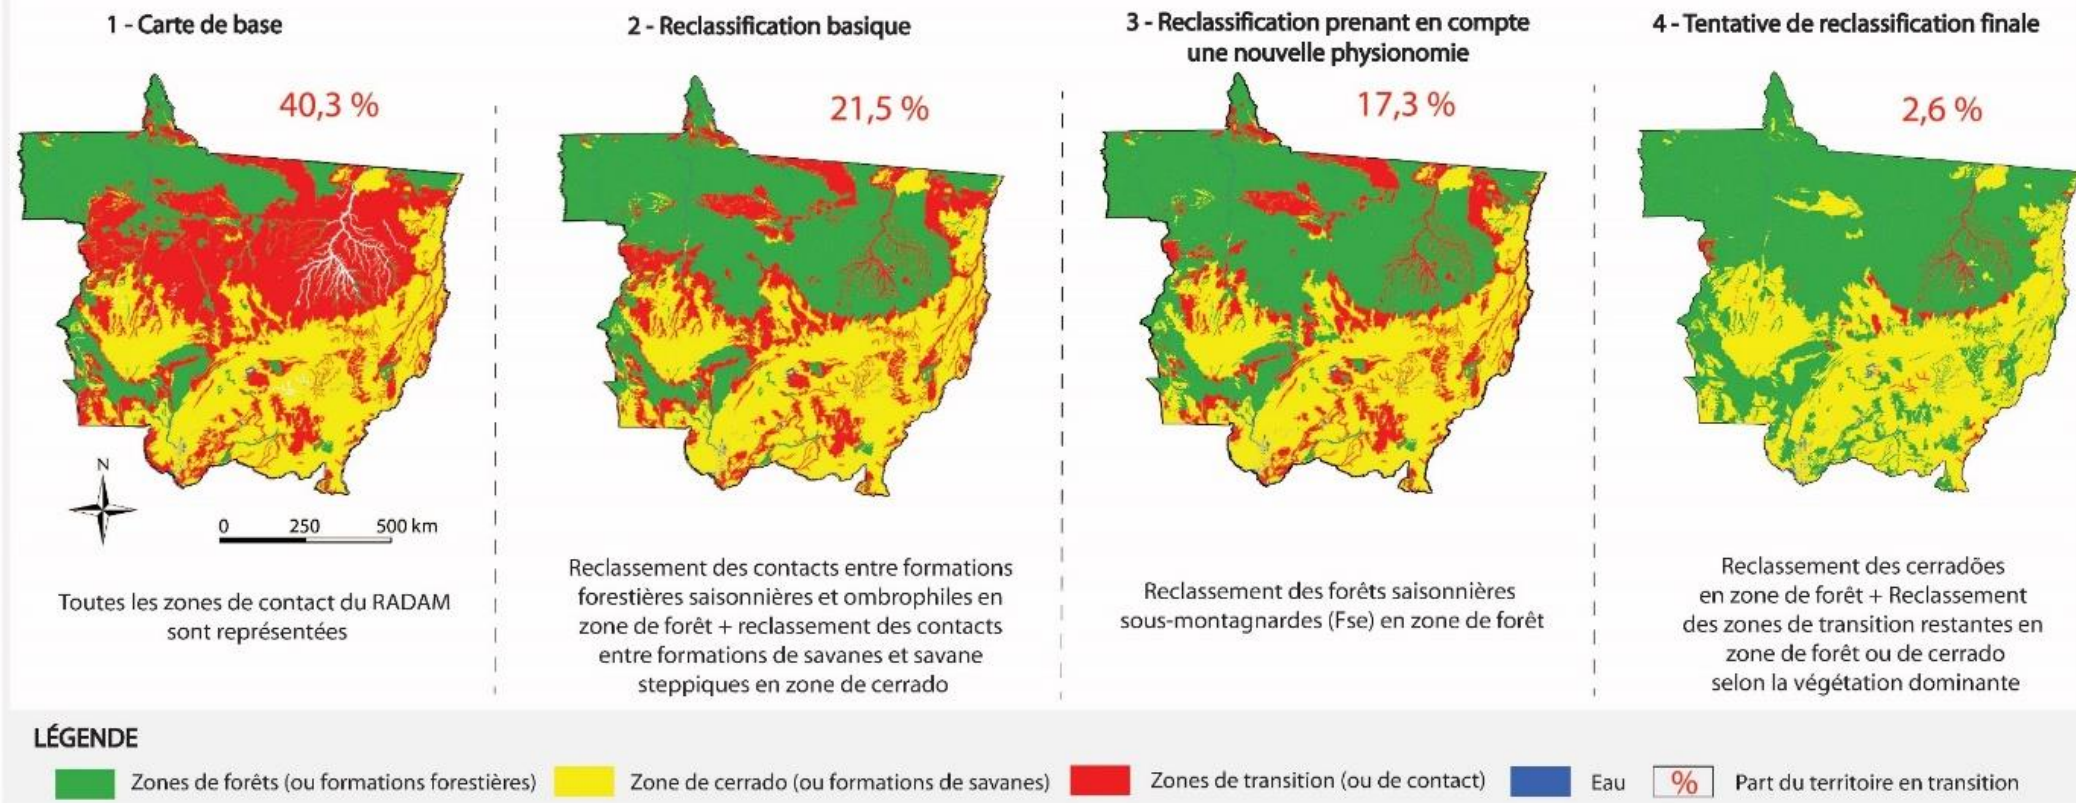 1 - Carte de base
40,3 %
N
0 250 500 km
Toutes les zones de contact du RADAM
sont représentées
2 - Reclassification basique
21,5 %
Reclassement des contacts entre formations
forestières saisonnières et ombrophiles en
zone de forêt + reclassement des contacts
entre formations de savanes et savane
steppiques en zone de cerrado
3 - Reclassification prenant en compte
une nouvelle physionomie
17,3 %
Reclassement des forêts saisonnières
sous-montagnardes (Fse) en zone de forêt
4 - Tentative de reclassification finale
2,6 %
Reclassement des cerradões
en zone de forêt + Reclassement
des zones de transition restantes en
zone de forêt ou de cerrado
selon la végétation dominante
LÉGENDE
Zones de forêts (ou formations forestières)
Zone de cerrado (ou formations de savanes)
Zones de transition (ou de contact)
Eau
%
Part du territoire en transition